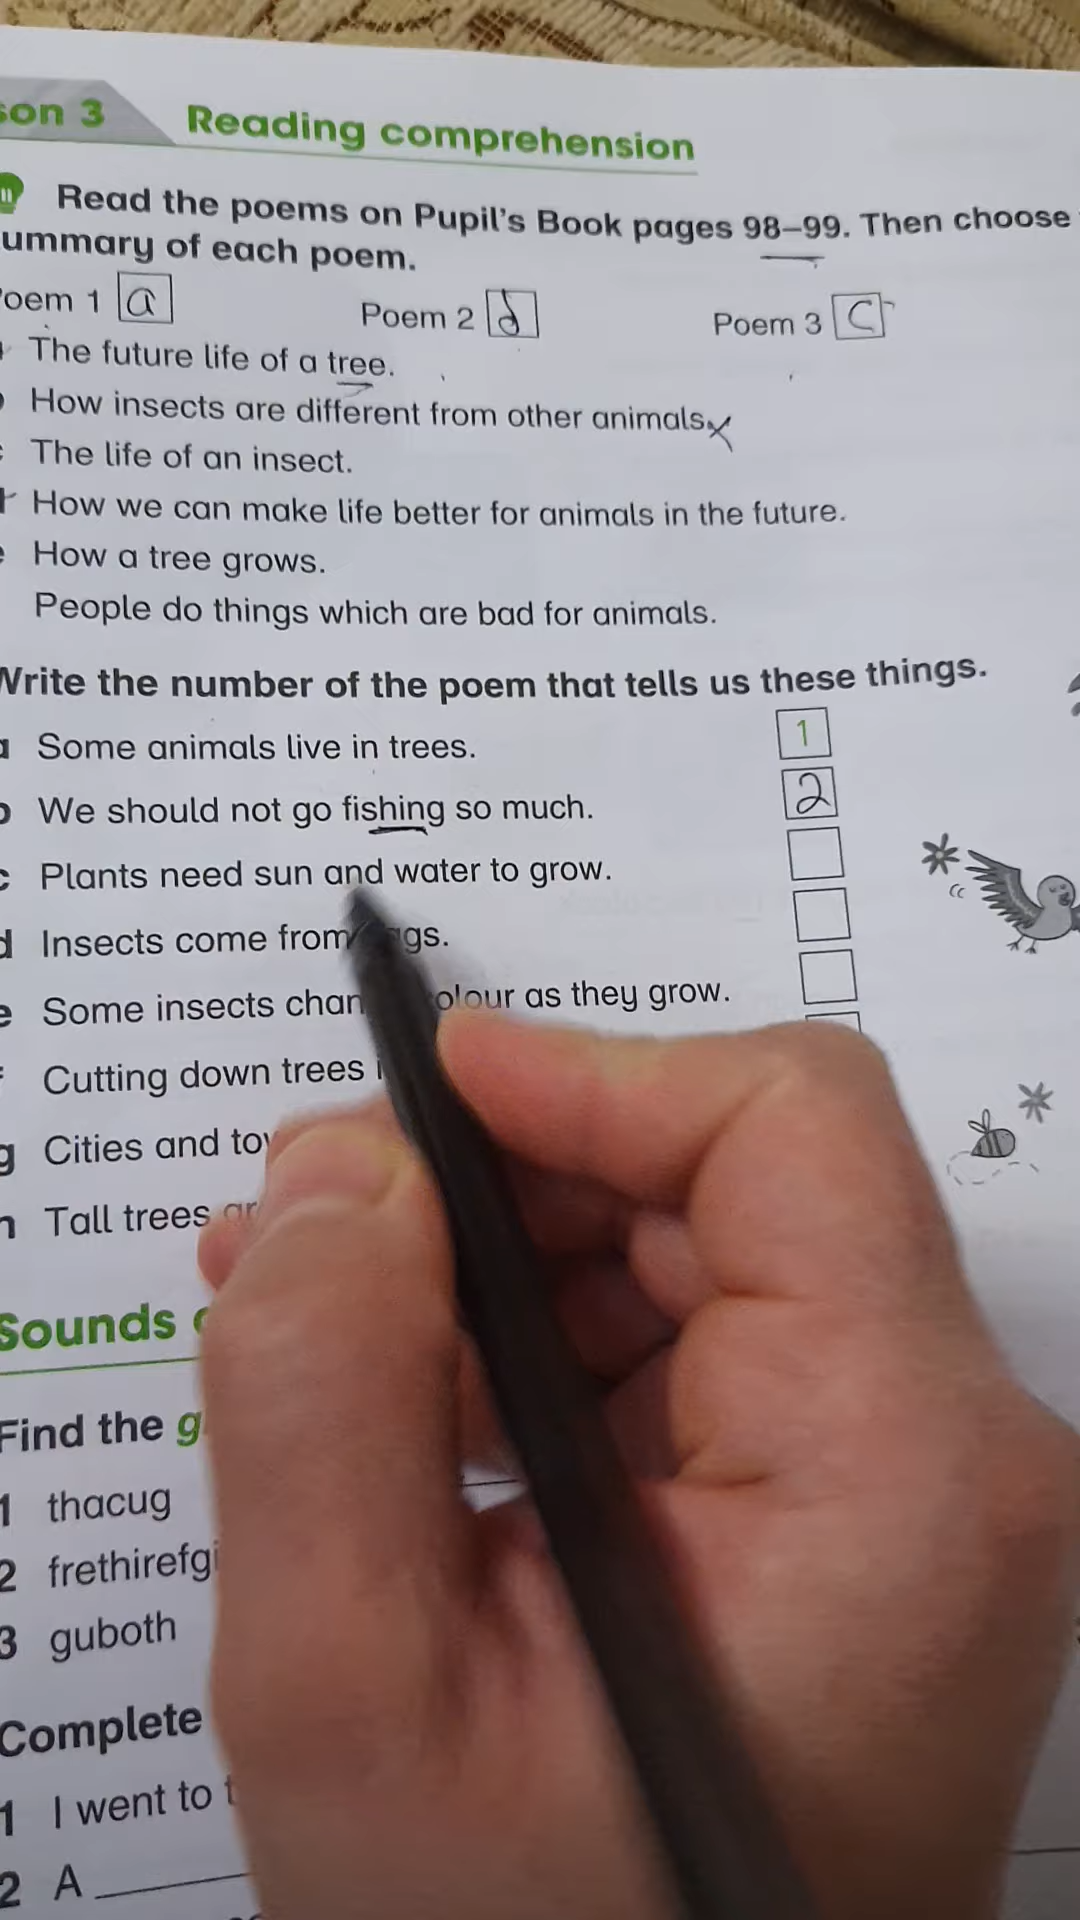 son 3 Reading comprehension
Read the poems on Pupil's Book pages 98–99. Then choose
ummary of each poem.
oem 1 a Poem 2 d Poem 3 c
The future life of a tree.
How insects are different from other animals
The life of an insect.
How we can make life better for animals in the future.
e How a tree grows.
People do things which are bad for animals.
Write the number of the poem that tells us these things.
a Some animals live in trees. 1
b We should not go fishing so much. 2
c Plants need sun and water to grow.
d Insects come from gs.
e Some insects chan olour as they grow.
Cutting down trees i
g Cities and tow
h Tall trees ar
Sounds
Find the g
1 thacug
2 frethirefgi
3 guboth
Complete
1 I went to t
2 A